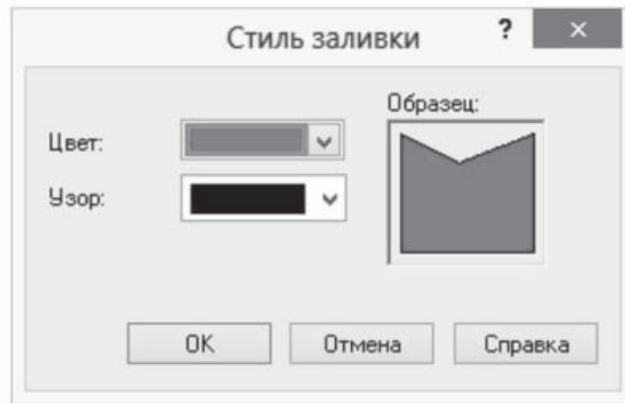 Стиль заливки
?
×
Образец:
Цвет:
Узор:
OK
Отмена
Справка